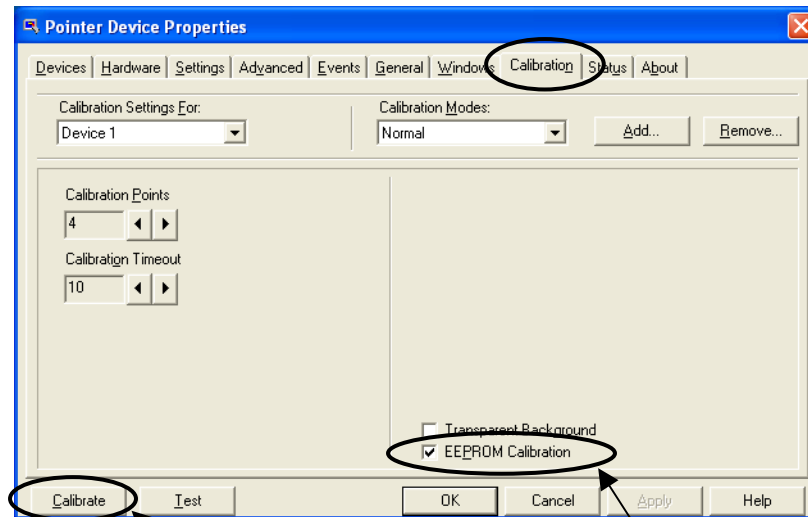 Pointer Device Properties
Devices Hardware Settings Advanced Events General Windows Calibration Status About
Calibration Settings For: Calibration Modes:
Device 1 Normal Add... Remove...
Calibration Points
4
Calibration Timeout
10
Transparent Background
EEPROM Calibration
Calibrate Test OK Cancel Apply Help